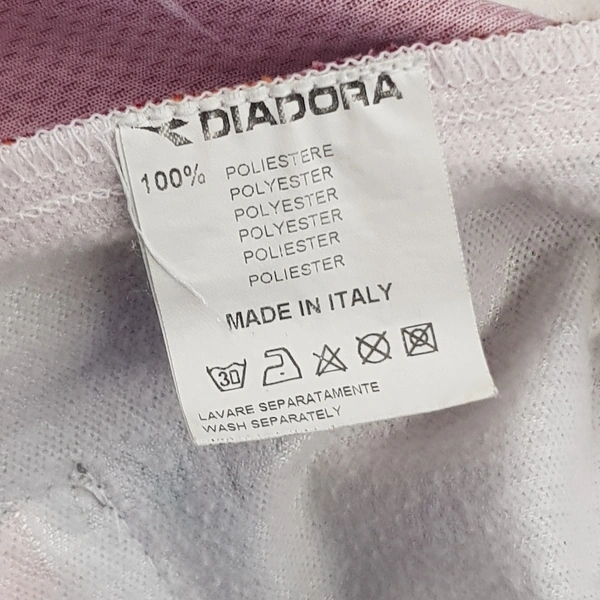 DIADORA
100% POLIESTERE
POLYESTER
POLYESTER
POLYESTER
POLIESTER
POLIESTER
MADE IN ITALY
30
LAVARE SEPARATAMENTE
WASH SEPARATELY